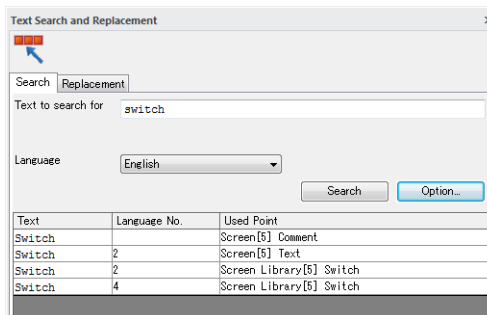 Text Search and Replacement
Search Replacement
Text to search for switch
Language English
Search Option...
Text Language No. Used Point
Switch Screen[5] Comment
Switch 2 Screen[5] Text
Switch 2 Screen Library[5] Switch
Switch 4 Screen Library[5] Switch